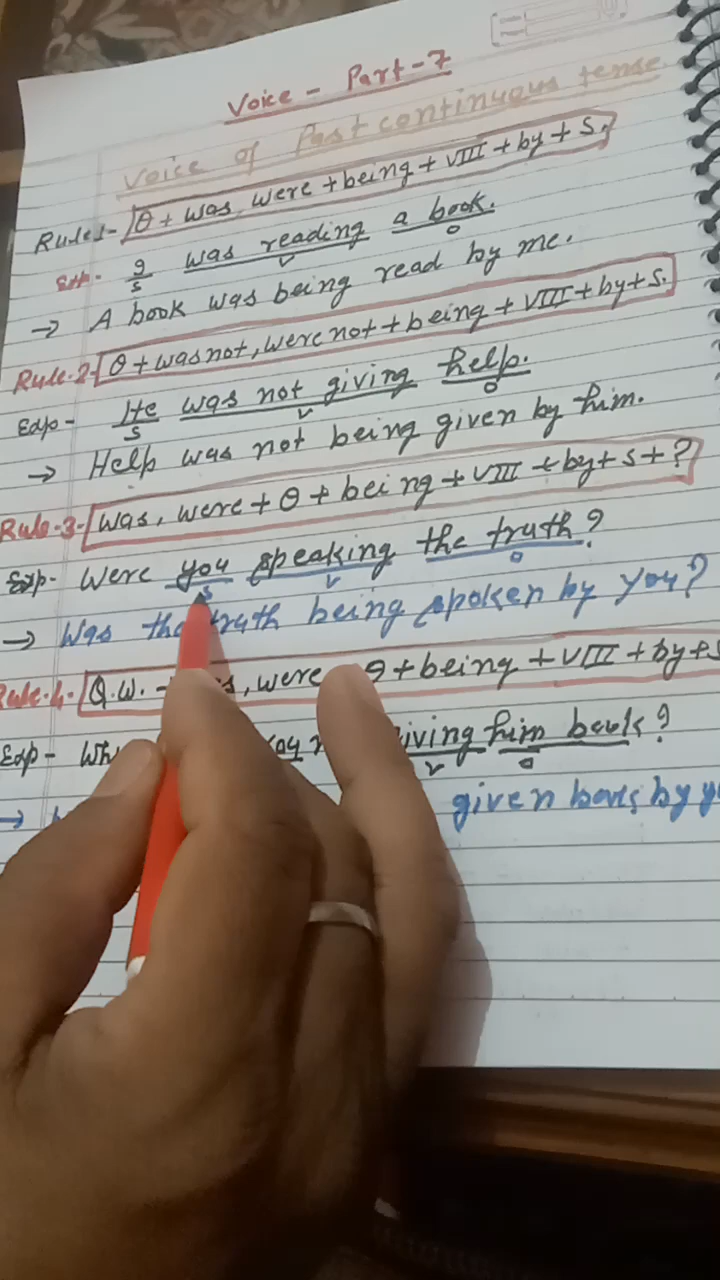 Voice - Part-7
Voice of Past continuous tense
Rule1- θ + was were + being + VIII + by + S.
Exp- I was reading a book.
S V O
→ A book was being read by me.
Rule-2- θ + was not, were not + being + VIII + by + S.
Exp- He was not giving help.
S V O
→ Help was not being given by him.
Rule-3- Was, were + θ + being + VIII + by + S + ?
Exp- Were you speaking the truth?
S V O
→ Was the truth being spoken by you?
Rule-4- Q.W. were + being + VIII + by + S
Exp- Wh you giving him book?
V O
→ given by